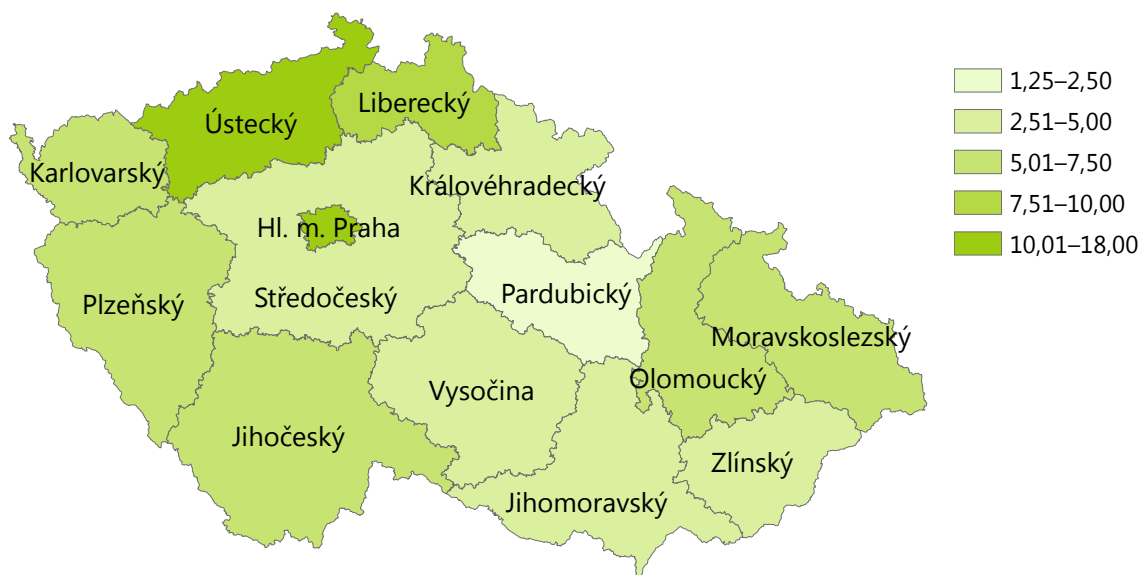 Ústecký
Liberecký
Karlovarský
Královéhradecký
Hl. m. Praha
Plzeňský
Středočeský
Pardubický
Moravskoslezský
Olomoucký
Vysočina
Jihočeský
Zlínský
Jihomoravský
1,25–2,50
2,51–5,00
5,01–7,50
7,51–10,00
10,01–18,00